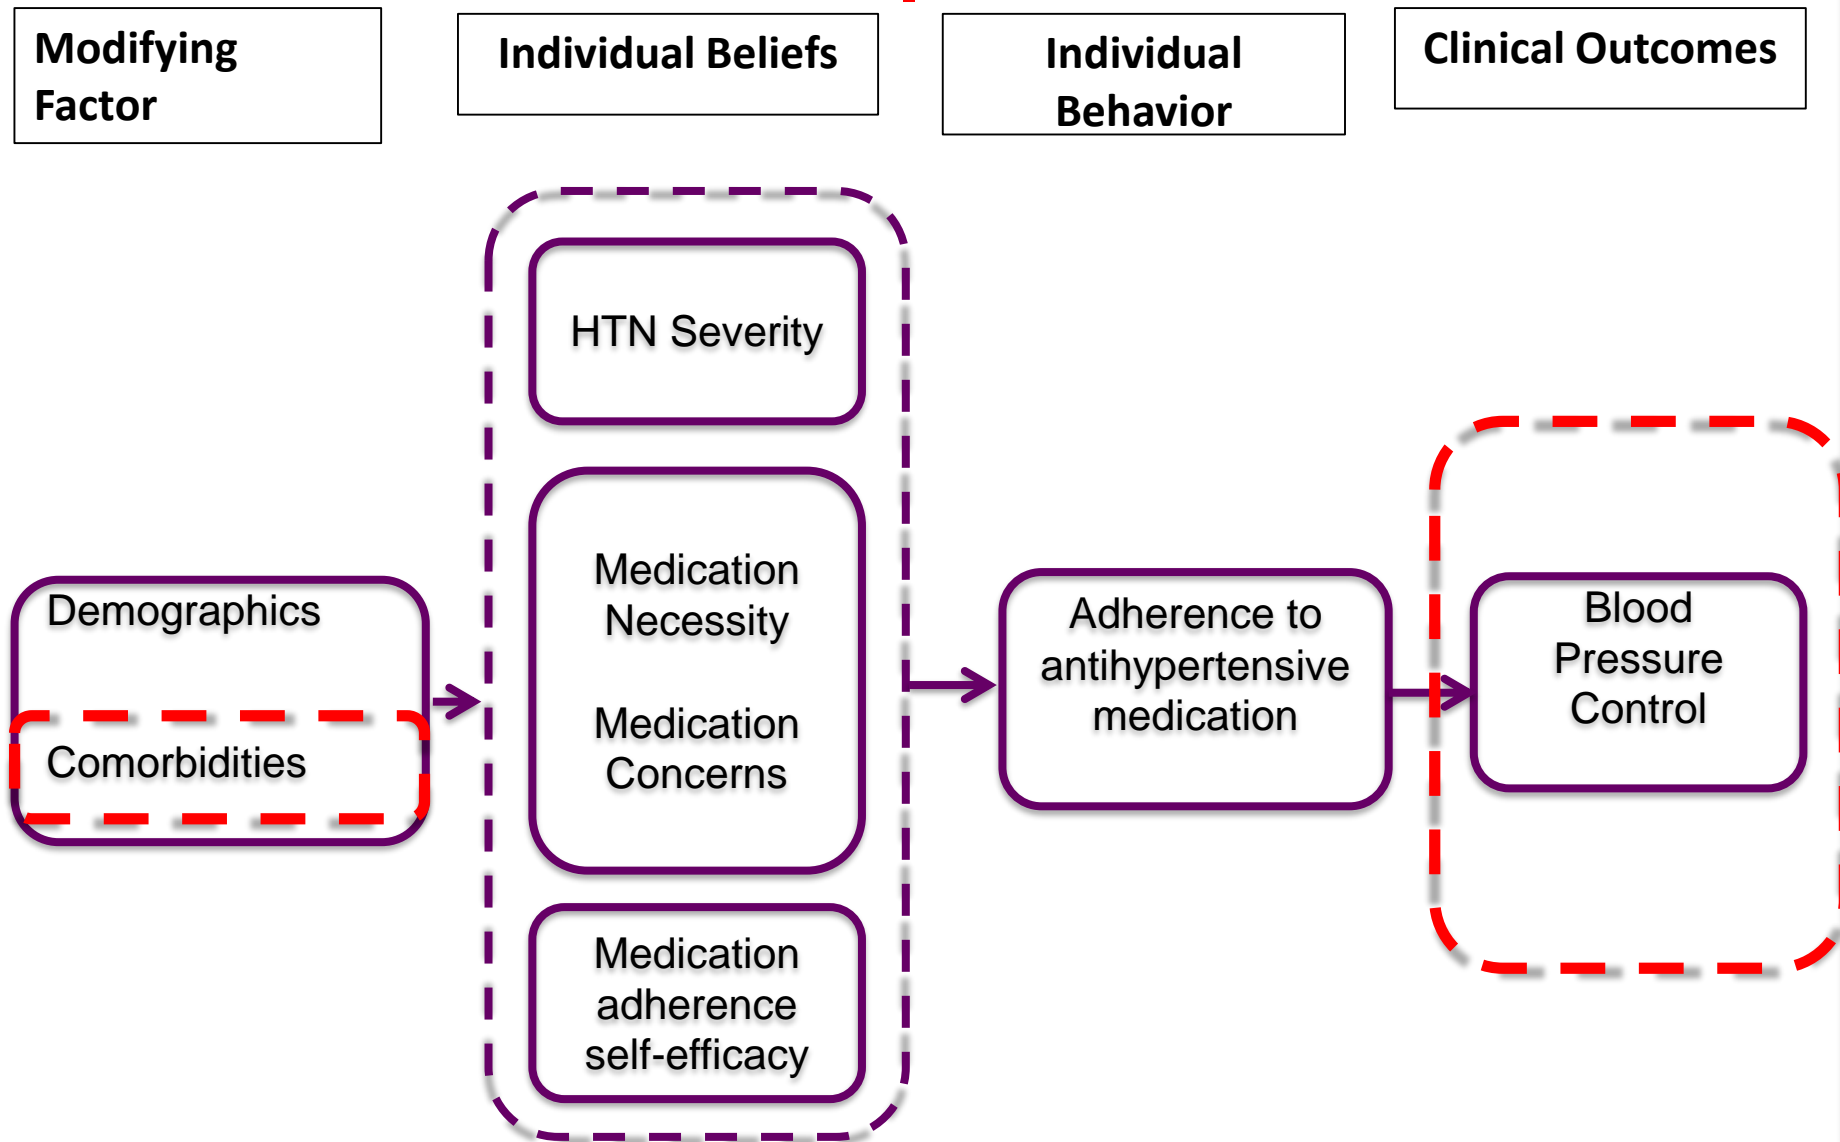 Modifying
Factor
Individual Beliefs
Individual
Behavior
Clinical Outcomes
HTN Severity
Medication
Necessity
Medication
Concerns
Medication
adherence
self-efficacy
Demographics
Comorbidities
Adherence to
antihypertensive
medication
Blood
Pressure
Control